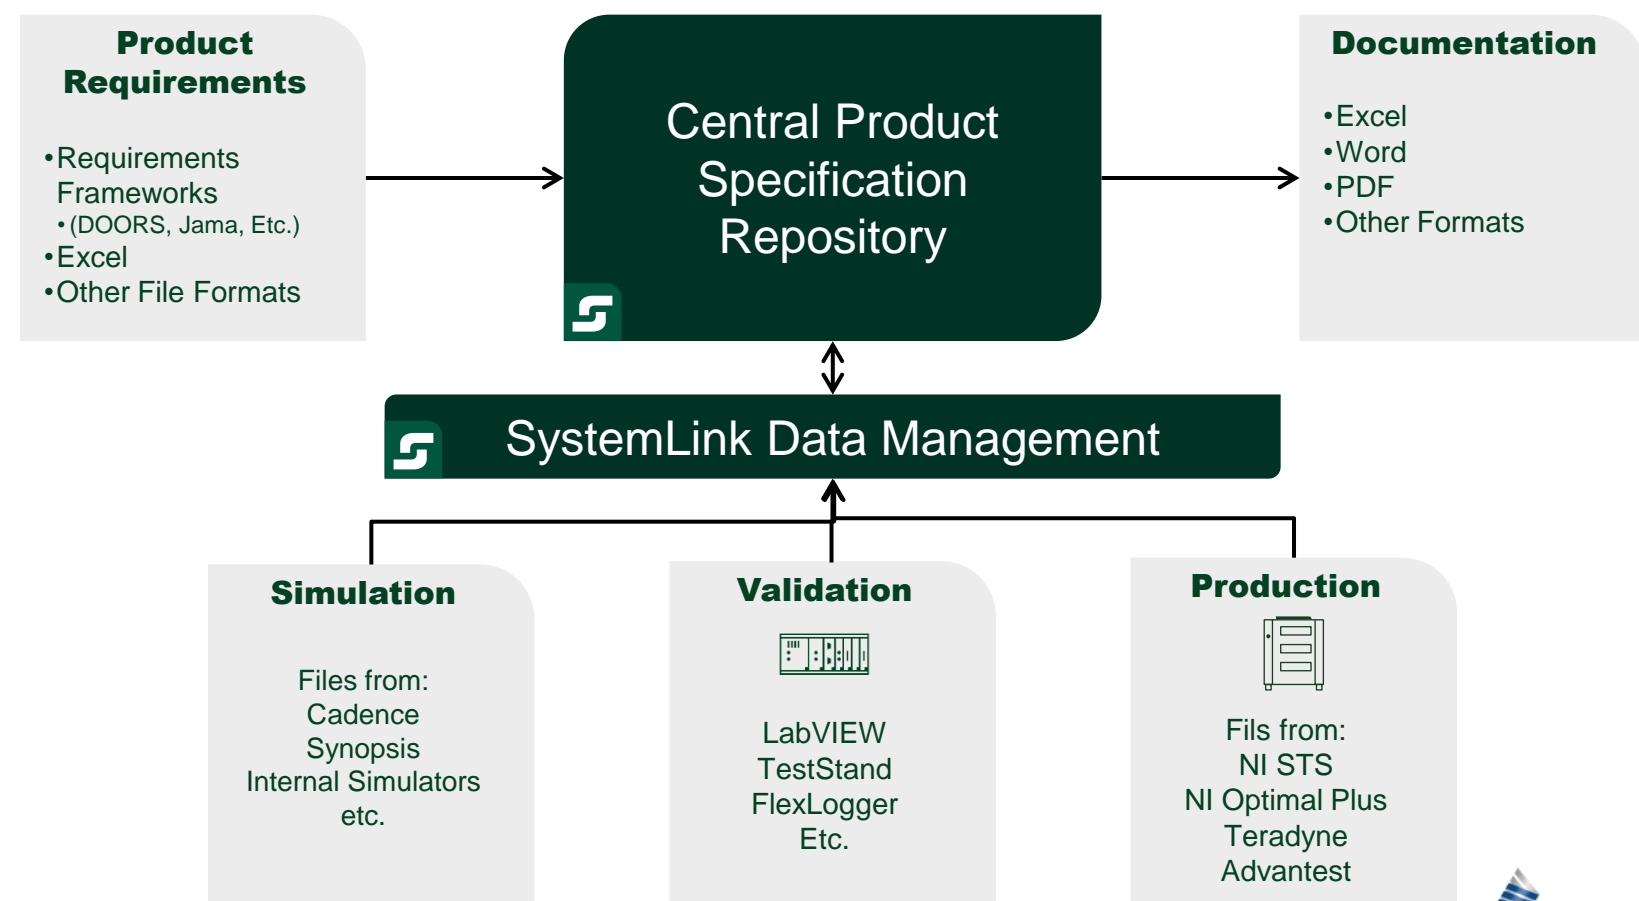 Product
Requirements
•Requirements
Frameworks
•(DOORS, Jama, Etc.)
•Excel
•Other File Formats
Central Product
Specification
Repository
Documentation
•Excel
•Word
•PDF
•Other Formats
SystemLink Data Management
Simulation
Files from:
Cadence
Synopsis
Internal Simulators
etc.
Validation
LabVIEW
TestStand
FlexLogger
Etc.
Production
Fils from:
NI STS
NI Optimal Plus
Teradyne
Advantest